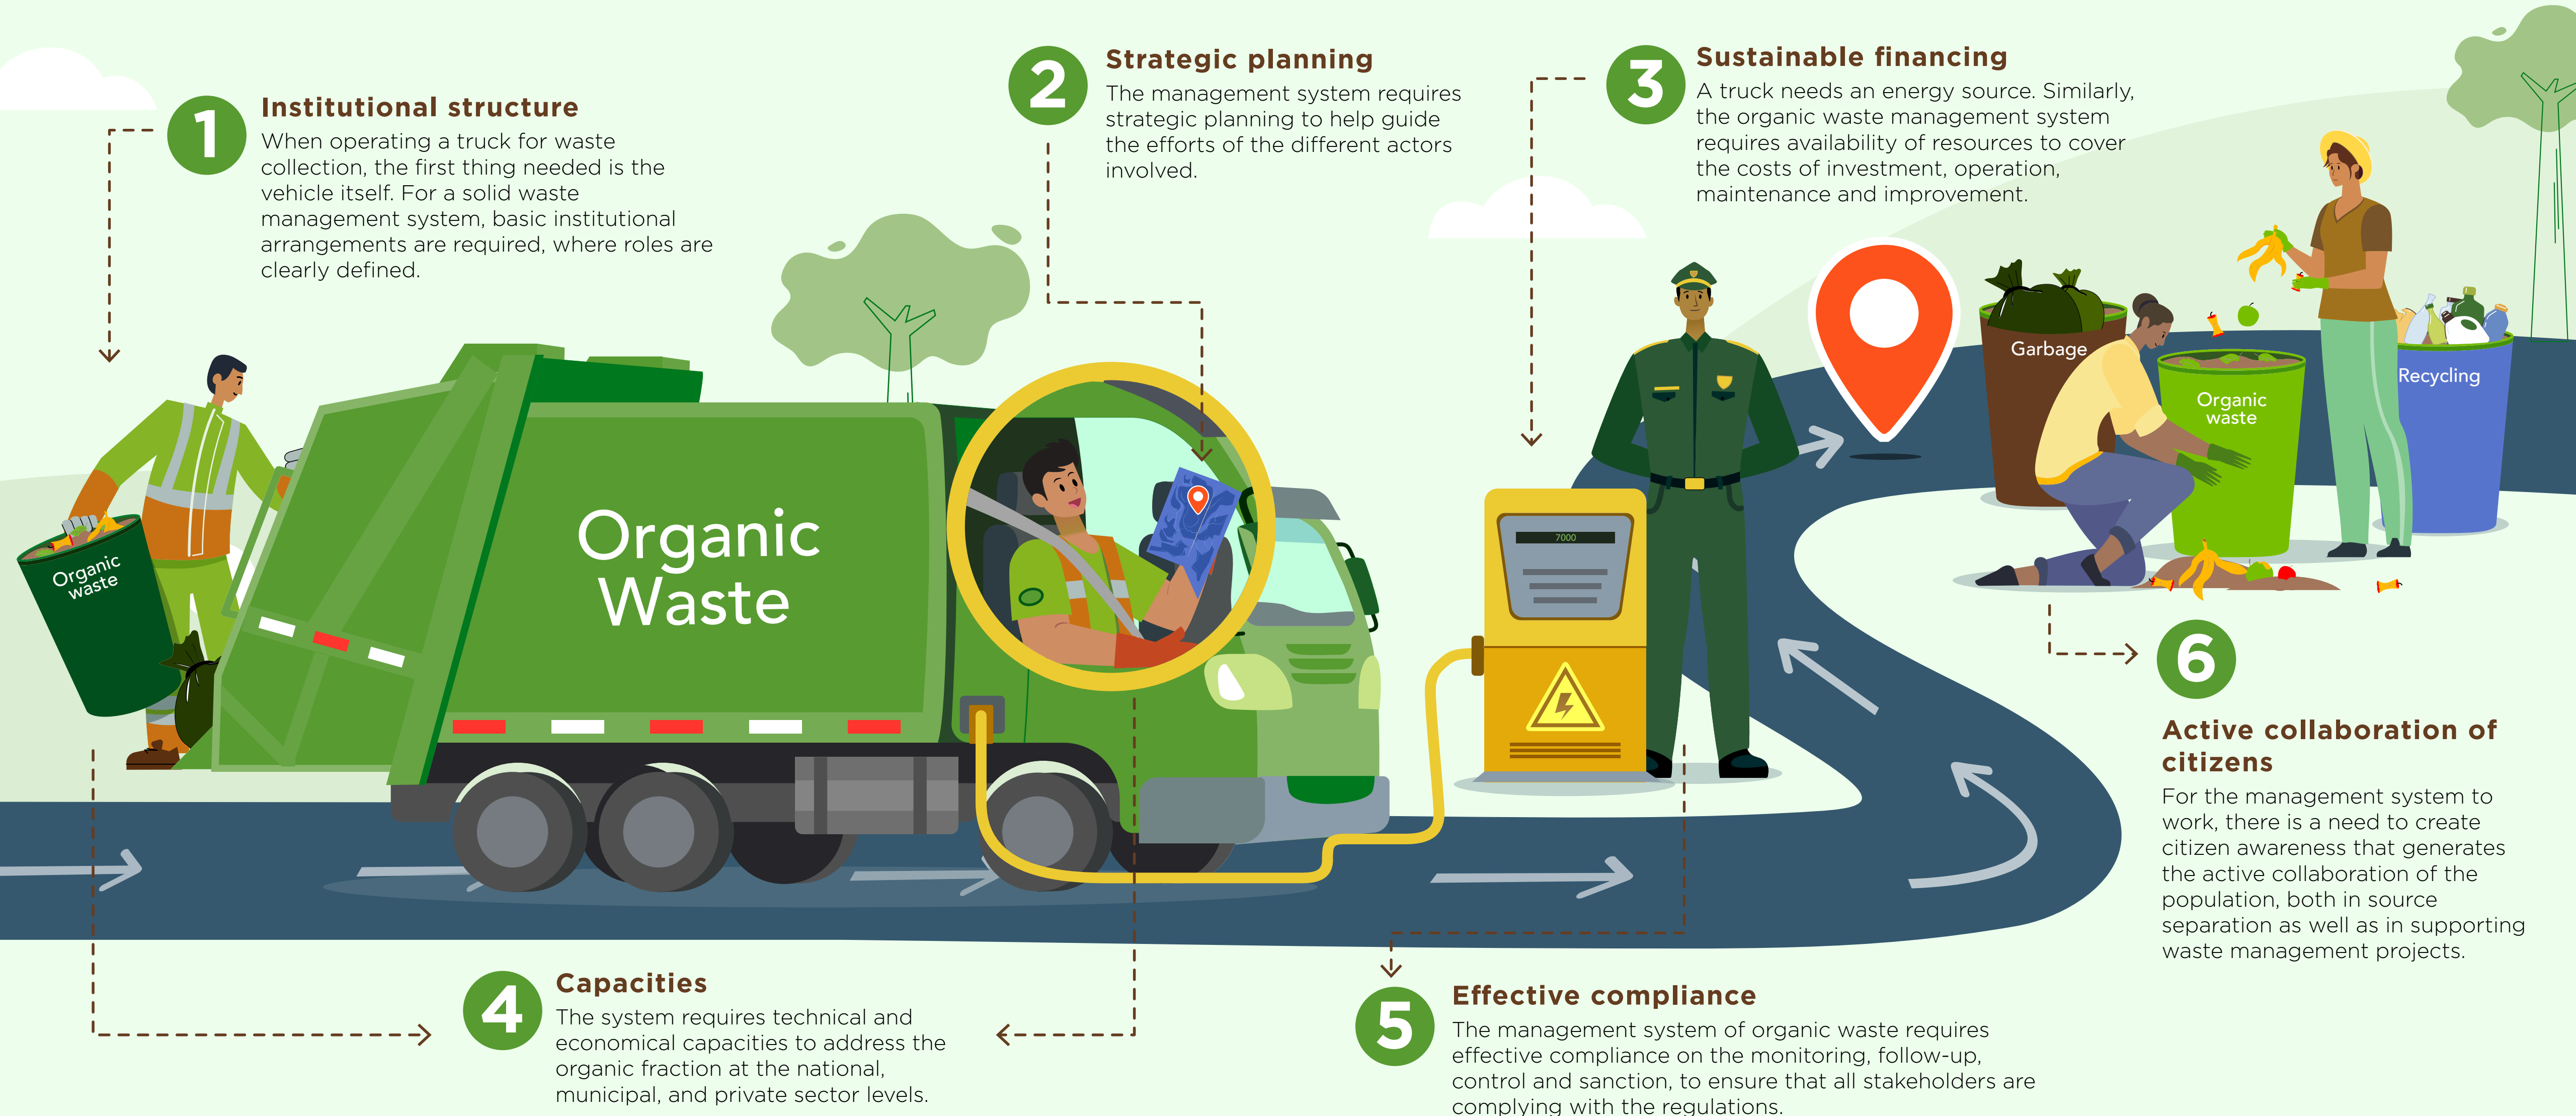 1
Institutional structure
When operating a truck for waste
collection, the first thing needed is the
vehicle itself. For a solid waste
management system, basic institutional
arrangements are required, where roles are
clearly defined.
2
Strategic planning
The management system requires
strategic planning to help guide
the efforts of the different actors
involved.
3
Sustainable financing
A truck needs an energy source. Similarly,
the organic waste management system
requires availability of resources to cover
the costs of investment, operation,
maintenance and improvement.
Organic
waste
Organic
Waste
7000
Garbage
Organic
waste
Recycling
4
Capacities
The system requires technical and
economical capacities to address the
organic fraction at the national,
municipal, and private sector levels.
5
Effective compliance
The management system of organic waste requires
effective compliance on the monitoring, follow-up,
control and sanction, to ensure that all stakeholders are
complying with the regulations.
6
Active collaboration of
citizens
For the management system to
work, there is a need to create
citizen awareness that generates
the active collaboration of the
population, both in source
separation as well as in supporting
waste management projects.